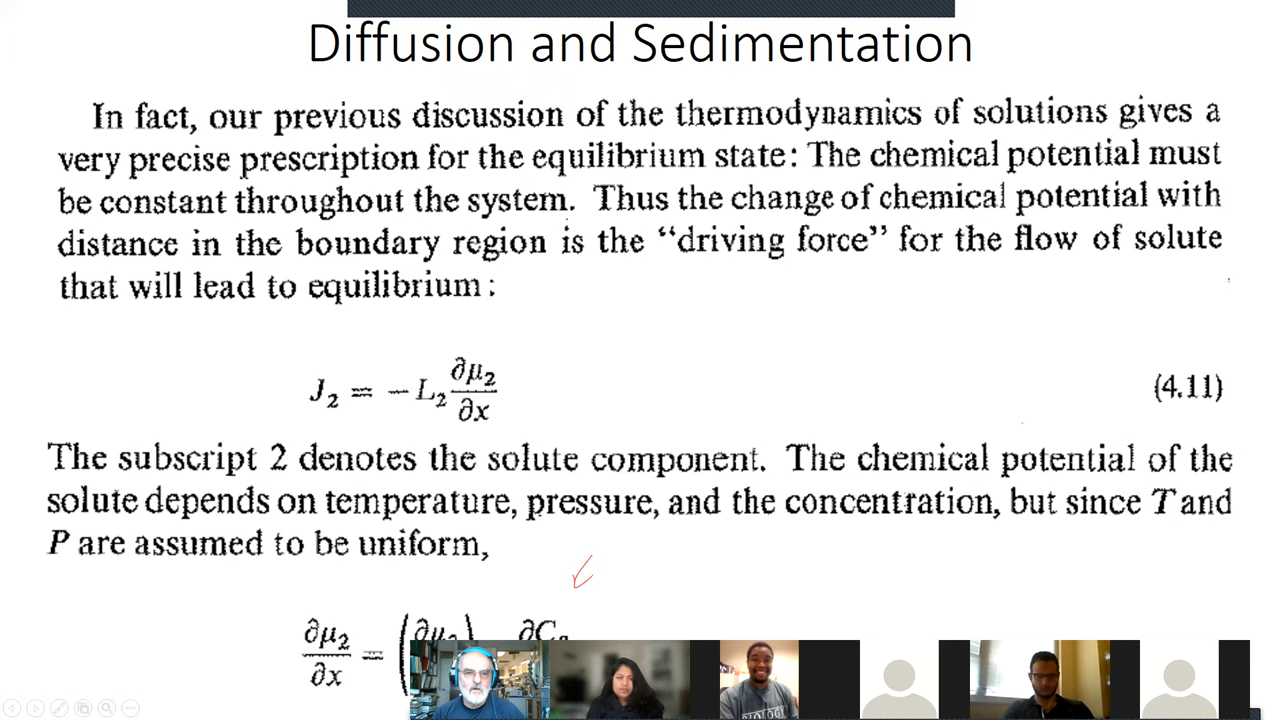 Diffusion and Sedimentation
In fact, our previous discussion of the thermodynamics of solutions gives a
very precise prescription for the equilibrium state: The chemical potential must
be constant throughout the system. Thus the change of chemical potential with
distance in the boundary region is the “driving force” for the flow of solute
that will lead to equilibrium:
J₂ = − L₂ ∂μ₂/∂x (4.11)
The subscript 2 denotes the solute component. The chemical potential of the
solute depends on temperature, pressure, and the concentration, but since T and
P are assumed to be uniform,
∂μ₂/∂x = (∂μ₂ ) ∂C₂
BIOLOGY